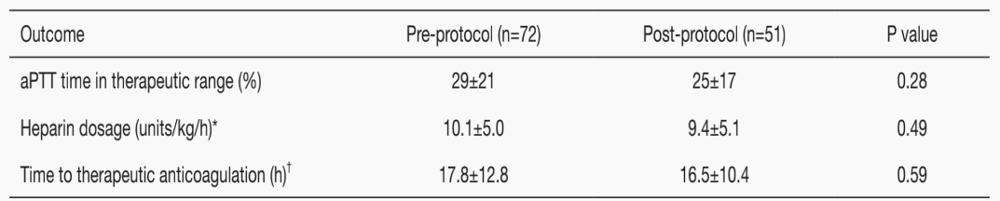 Outcome Pre-protocol (n=72) Post-protocol (n=51) P value
aPTT time in therapeutic range (%) 29±21 25±17 0.28
Heparin dosage (units/kg/h)* 10.1±5.0 9.4±5.1 0.49
Time to therapeutic anticoagulation (h)† 17.8±12.8 16.5±10.4 0.59